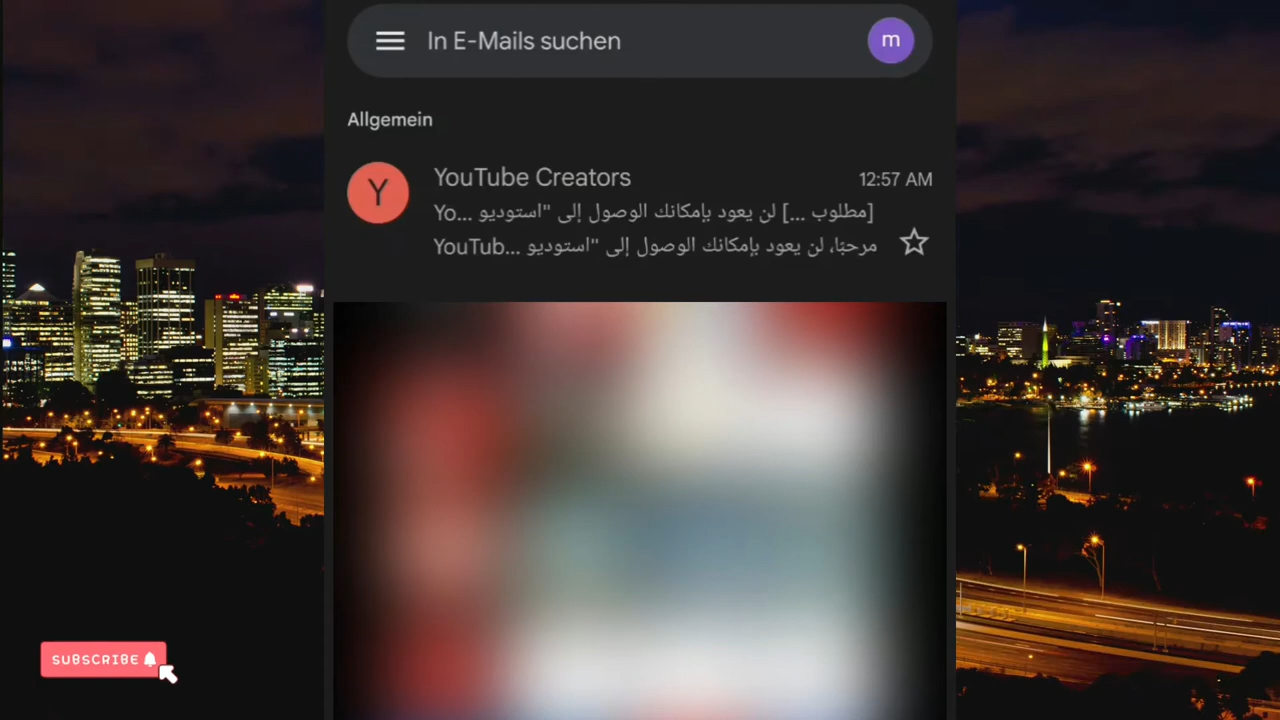 In E-Mails suchen
m
Allgemein
Y
YouTube Creators
12:57 AM
[مطلوب ...] لن يعود بإمكانك الوصول إلى "استوديو Yo...
مرحبًا، لن يعود بإمكانك الوصول إلى "استوديو YouTub...
SUBSCRIBE